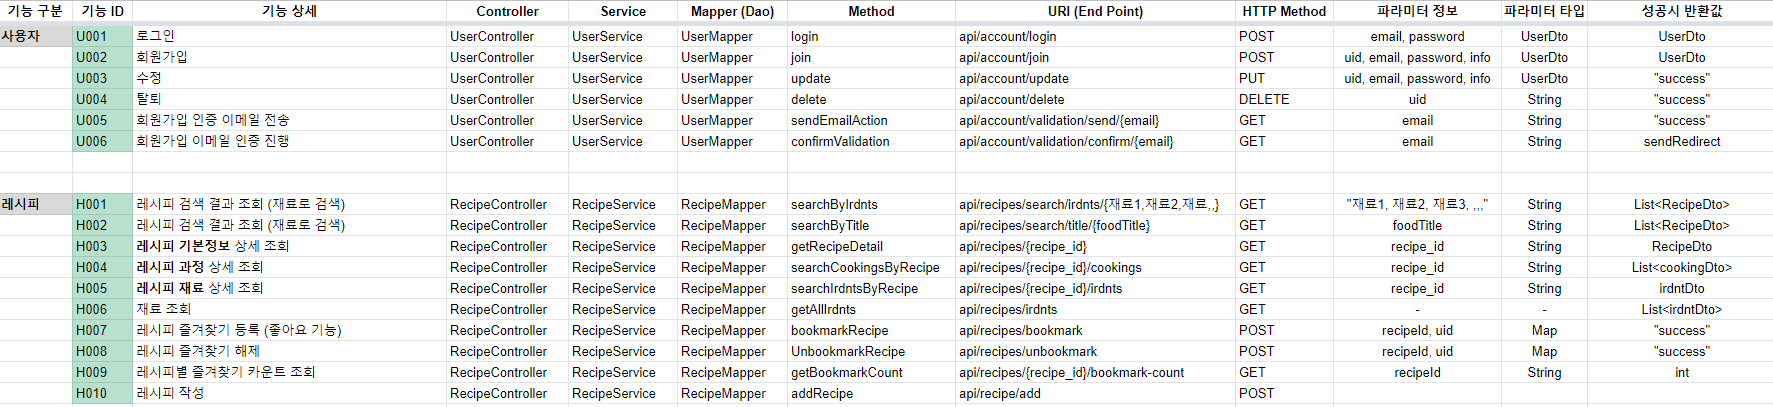 기능 구분 기능 ID 기능 상세 Controller Service Mapper (Dao) Method URI (End Point) HTTP Method 파라미터 정보 파라미터 타입 성공시 반환값
사용자 U001 로그인 UserController UserService UserMapper login api/account/login POST email, password UserDto UserDto
U002 회원가입 UserController UserService UserMapper join api/account/join POST uid, email, password, info UserDto UserDto
U003 수정 UserController UserService UserMapper update api/account/update PUT uid, email, password, info UserDto "success"
U004 탈퇴 UserController UserService UserMapper delete api/account/delete DELETE uid String "success"
U005 회원가입 인증 이메일 전송 UserController UserService UserMapper sendEmailAction api/account/validation/send/{email} GET email String "success"
U006 회원가입 이메일 인증 진행 UserController UserService UserMapper confirmValidation api/account/validation/confirm/{email} GET email String sendRedirect
레시피 H001 레시피 검색 결과 조회 (재료로 검색) RecipeController RecipeService RecipeMapper searchByIrdnts api/recipes/search/irdnts/{재료1,재료2,재료,,} GET "재료1, 재료2, 재료3, ,,," String List<RecipeDto>
H002 레시피 검색 결과 조회 (재료로 검색) RecipeController RecipeService RecipeMapper searchByTitle api/recipes/search/title/{foodTitle} GET foodTitle String List<RecipeDto>
H003 레시피 기본정보 상세 조회 RecipeController RecipeService RecipeMapper getRecipeDetail api/recipes/{recipe_id} GET recipe_id String RecipeDto
H004 레시피 과정 상세 조회 RecipeController RecipeService RecipeMapper searchCookingsByRecipe api/recipes/{recipe_id}/cookings GET recipe_id String List<cookingDto>
H005 레시피 재료 상세 조회 RecipeController RecipeService RecipeMapper searchIrdntsByRecipe api/recipes/{recipe_id}/irdnts GET recipe_id String irdntDto
H006 재료 조회 RecipeController RecipeService RecipeMapper getAllIrdnts api/recipes/irdnts GET - - List<irdntDto>
H007 레시피 즐겨찾기 등록 (좋아요 기능) RecipeController RecipeService RecipeMapper bookmarkRecipe api/recipes/bookmark POST recipeId, uid Map "success"
H008 레시피 즐겨찾기 해제 RecipeController RecipeService RecipeMapper UnbookmarkRecipe api/recipes/unbookmark POST recipeId, uid Map "success"
H009 레시피별 즐겨찾기 카운트 조회 RecipeController RecipeService RecipeMapper getBookmarkCount api/recipes/{recipe_id}/bookmark-count GET recipeId String int
H010 레시피 작성 RecipeController RecipeService RecipeMapper addRecipe api/recipe/add POST